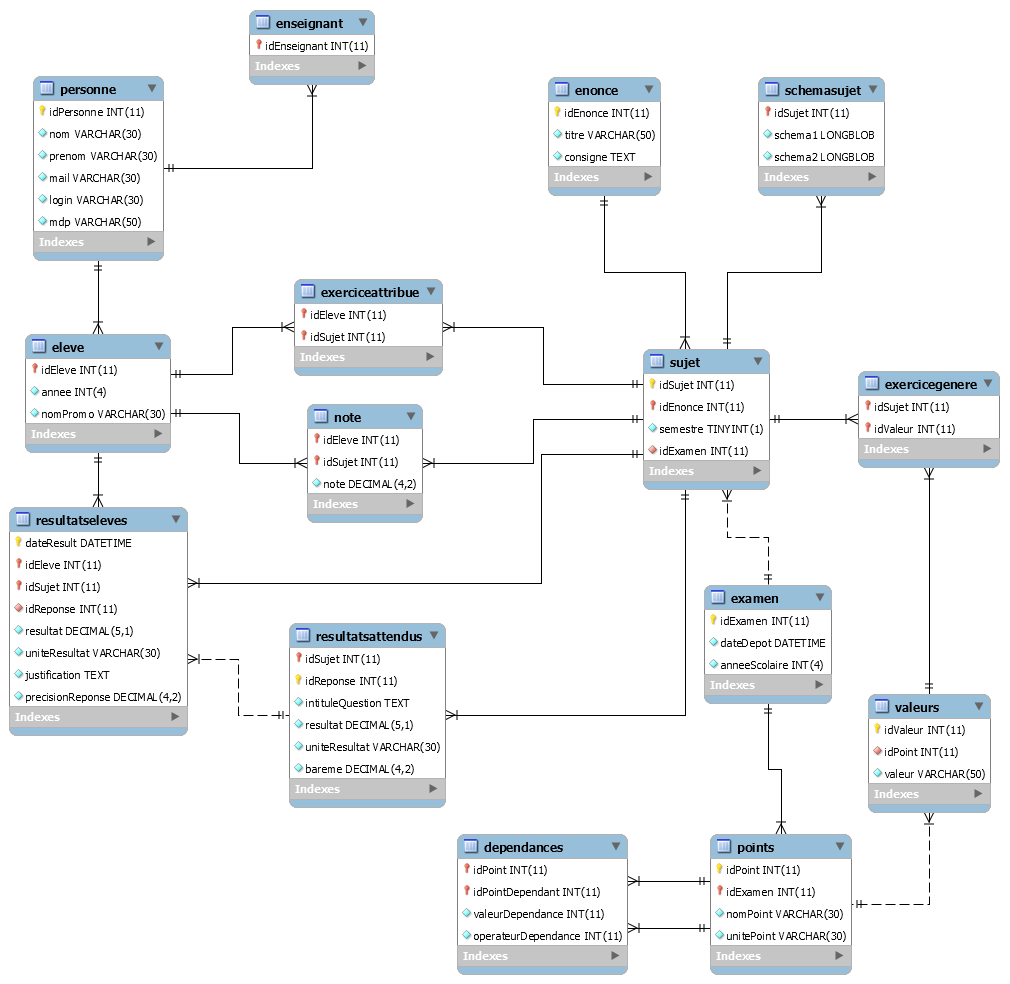 enseignant
idEnseignant INT(11)
Indexes
personne
idPersonne INT(11)
nom VARCHAR(30)
prenom VARCHAR(30)
mail VARCHAR(30)
login VARCHAR(30)
mdp VARCHAR(50)
Indexes
enonce
idEnonce INT(11)
titre VARCHAR(50)
consigne TEXT
Indexes
schemasujet
idSujet INT(11)
schema1 LONGBLOB
schema2 LONGBLOB
Indexes
exerciceattribue
idEleve INT(11)
idSujet INT(11)
Indexes
eleve
idEleve INT(11)
annee INT(4)
nomPromo VARCHAR(30)
Indexes
note
idEleve INT(11)
idSujet INT(11)
note DECIMAL(4,2)
Indexes
sujet
idSujet INT(11)
idEnonce INT(11)
semestre TINYINT(1)
idExamen INT(11)
Indexes
exercicegenere
idSujet INT(11)
idValeur INT(11)
Indexes
resultatseleves
dateResult DATETIME
idEleve INT(11)
idSujet INT(11)
idReponse INT(11)
resultat DECIMAL(5,1)
uniteResultat VARCHAR(30)
justification TEXT
precisionReponse DECIMAL(4,2)
Indexes
resultatsattendus
idSujet INT(11)
idReponse INT(11)
intituleQuestion TEXT
resultat DECIMAL(5,1)
uniteResultat VARCHAR(30)
bareme DECIMAL(4,2)
Indexes
examen
idExamen INT(11)
dateDepot DATETIME
anneeScolaire INT(4)
Indexes
valeurs
idValeur INT(11)
idPoint INT(11)
valeur VARCHAR(50)
Indexes
dependances
idPoint INT(11)
idPointDependant INT(11)
valeurDependance INT(11)
operateurDependance INT(11)
Indexes
points
idPoint INT(11)
idExamen INT(11)
nomPoint VARCHAR(30)
unitePoint VARCHAR(30)
Indexes